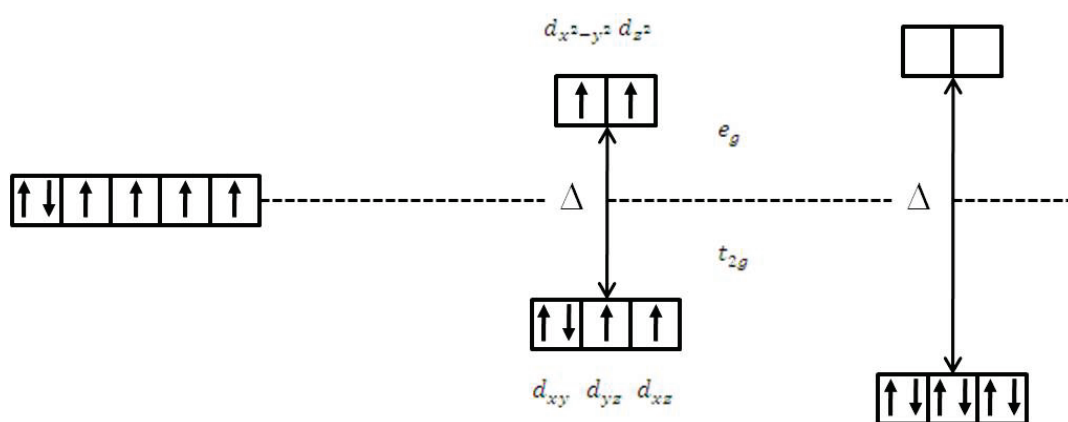 d_{x²−y²} d_{z²}
e_g
Δ Δ
t_{2g}
d_{xy} d_{yz} d_{xz}